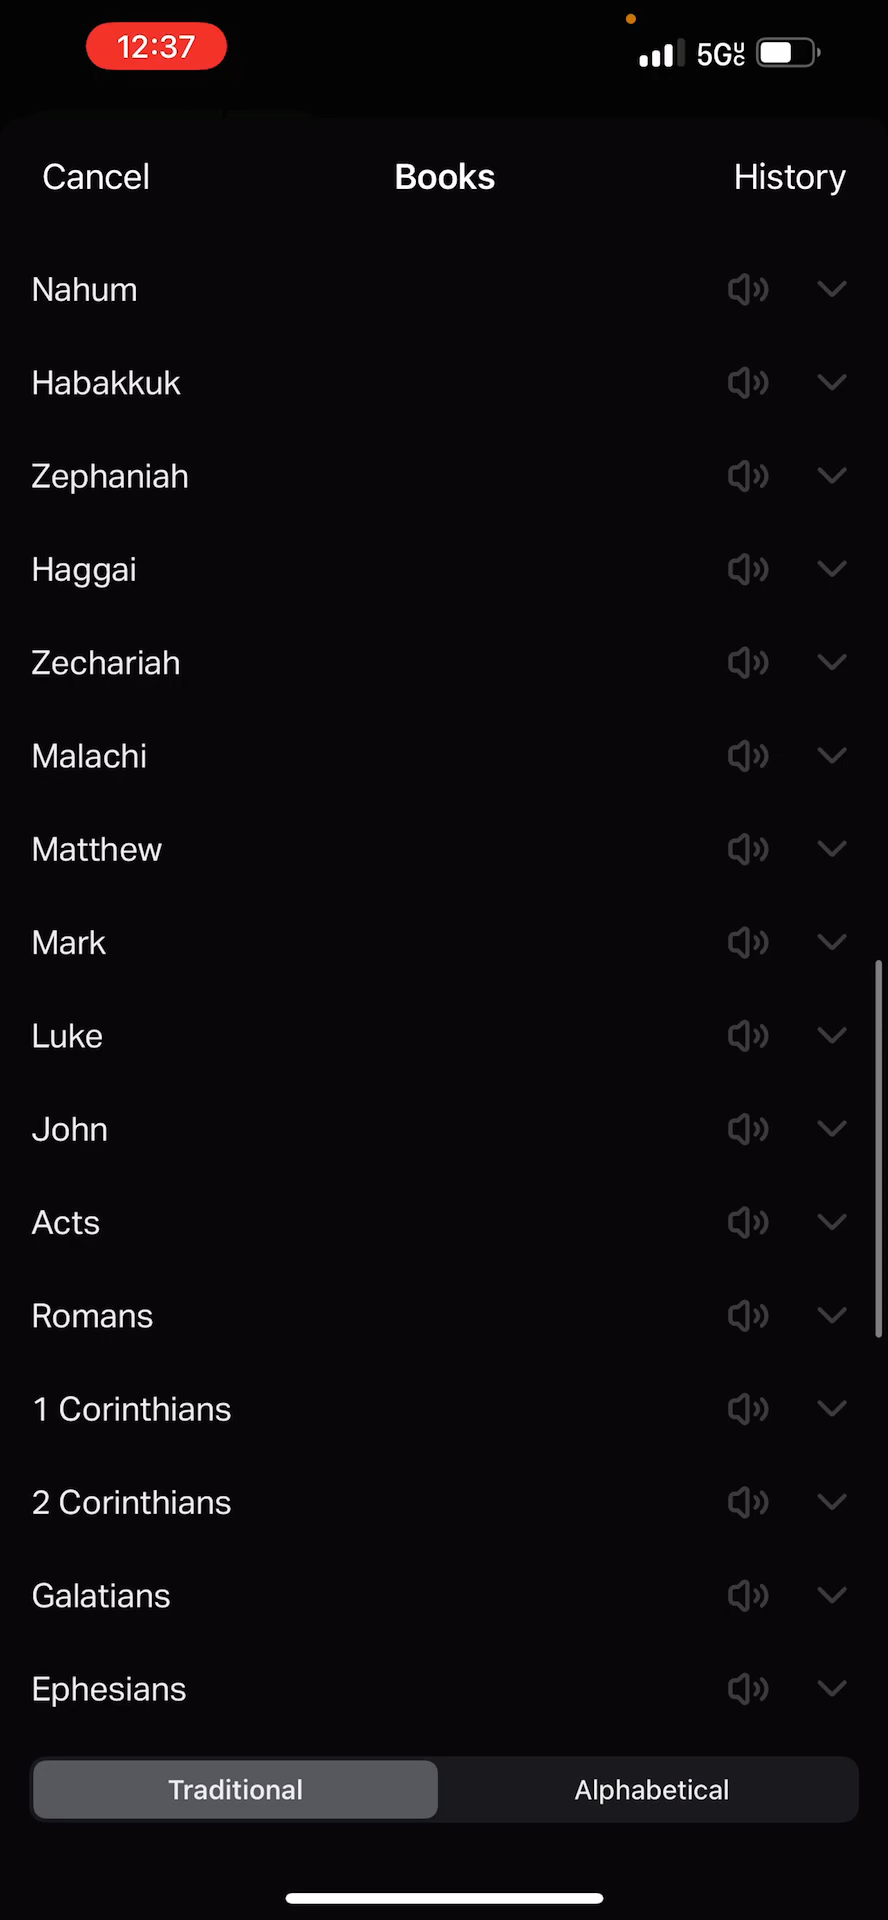 12:37
5GUC
Cancel Books History
Nahum
Habakkuk
Zephaniah
Haggai
Zechariah
Malachi
Matthew
Mark
Luke
John
Acts
Romans
1 Corinthians
2 Corinthians
Galatians
Ephesians
Traditional Alphabetical